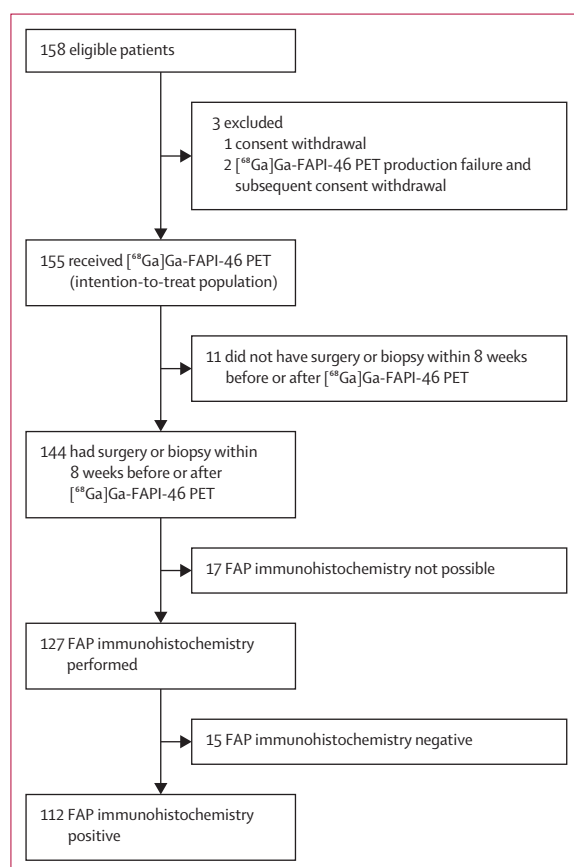 158 eligible patients
3 excluded
1 consent withdrawal
2 [⁶⁸Ga]Ga-FAPI-46 PET production failure and
subsequent consent withdrawal
155 received [⁶⁸Ga]Ga-FAPI-46 PET
(intention-to-treat population)
11 did not have surgery or biopsy within 8 weeks
before or after [⁶⁸Ga]Ga-FAPI-46 PET
144 had surgery or biopsy within
8 weeks before or after
[⁶⁸Ga]Ga-FAPI-46 PET
17 FAP immunohistochemistry not possible
127 FAP immunohistochemistry
performed
15 FAP immunohistochemistry negative
112 FAP immunohistochemistry
positive